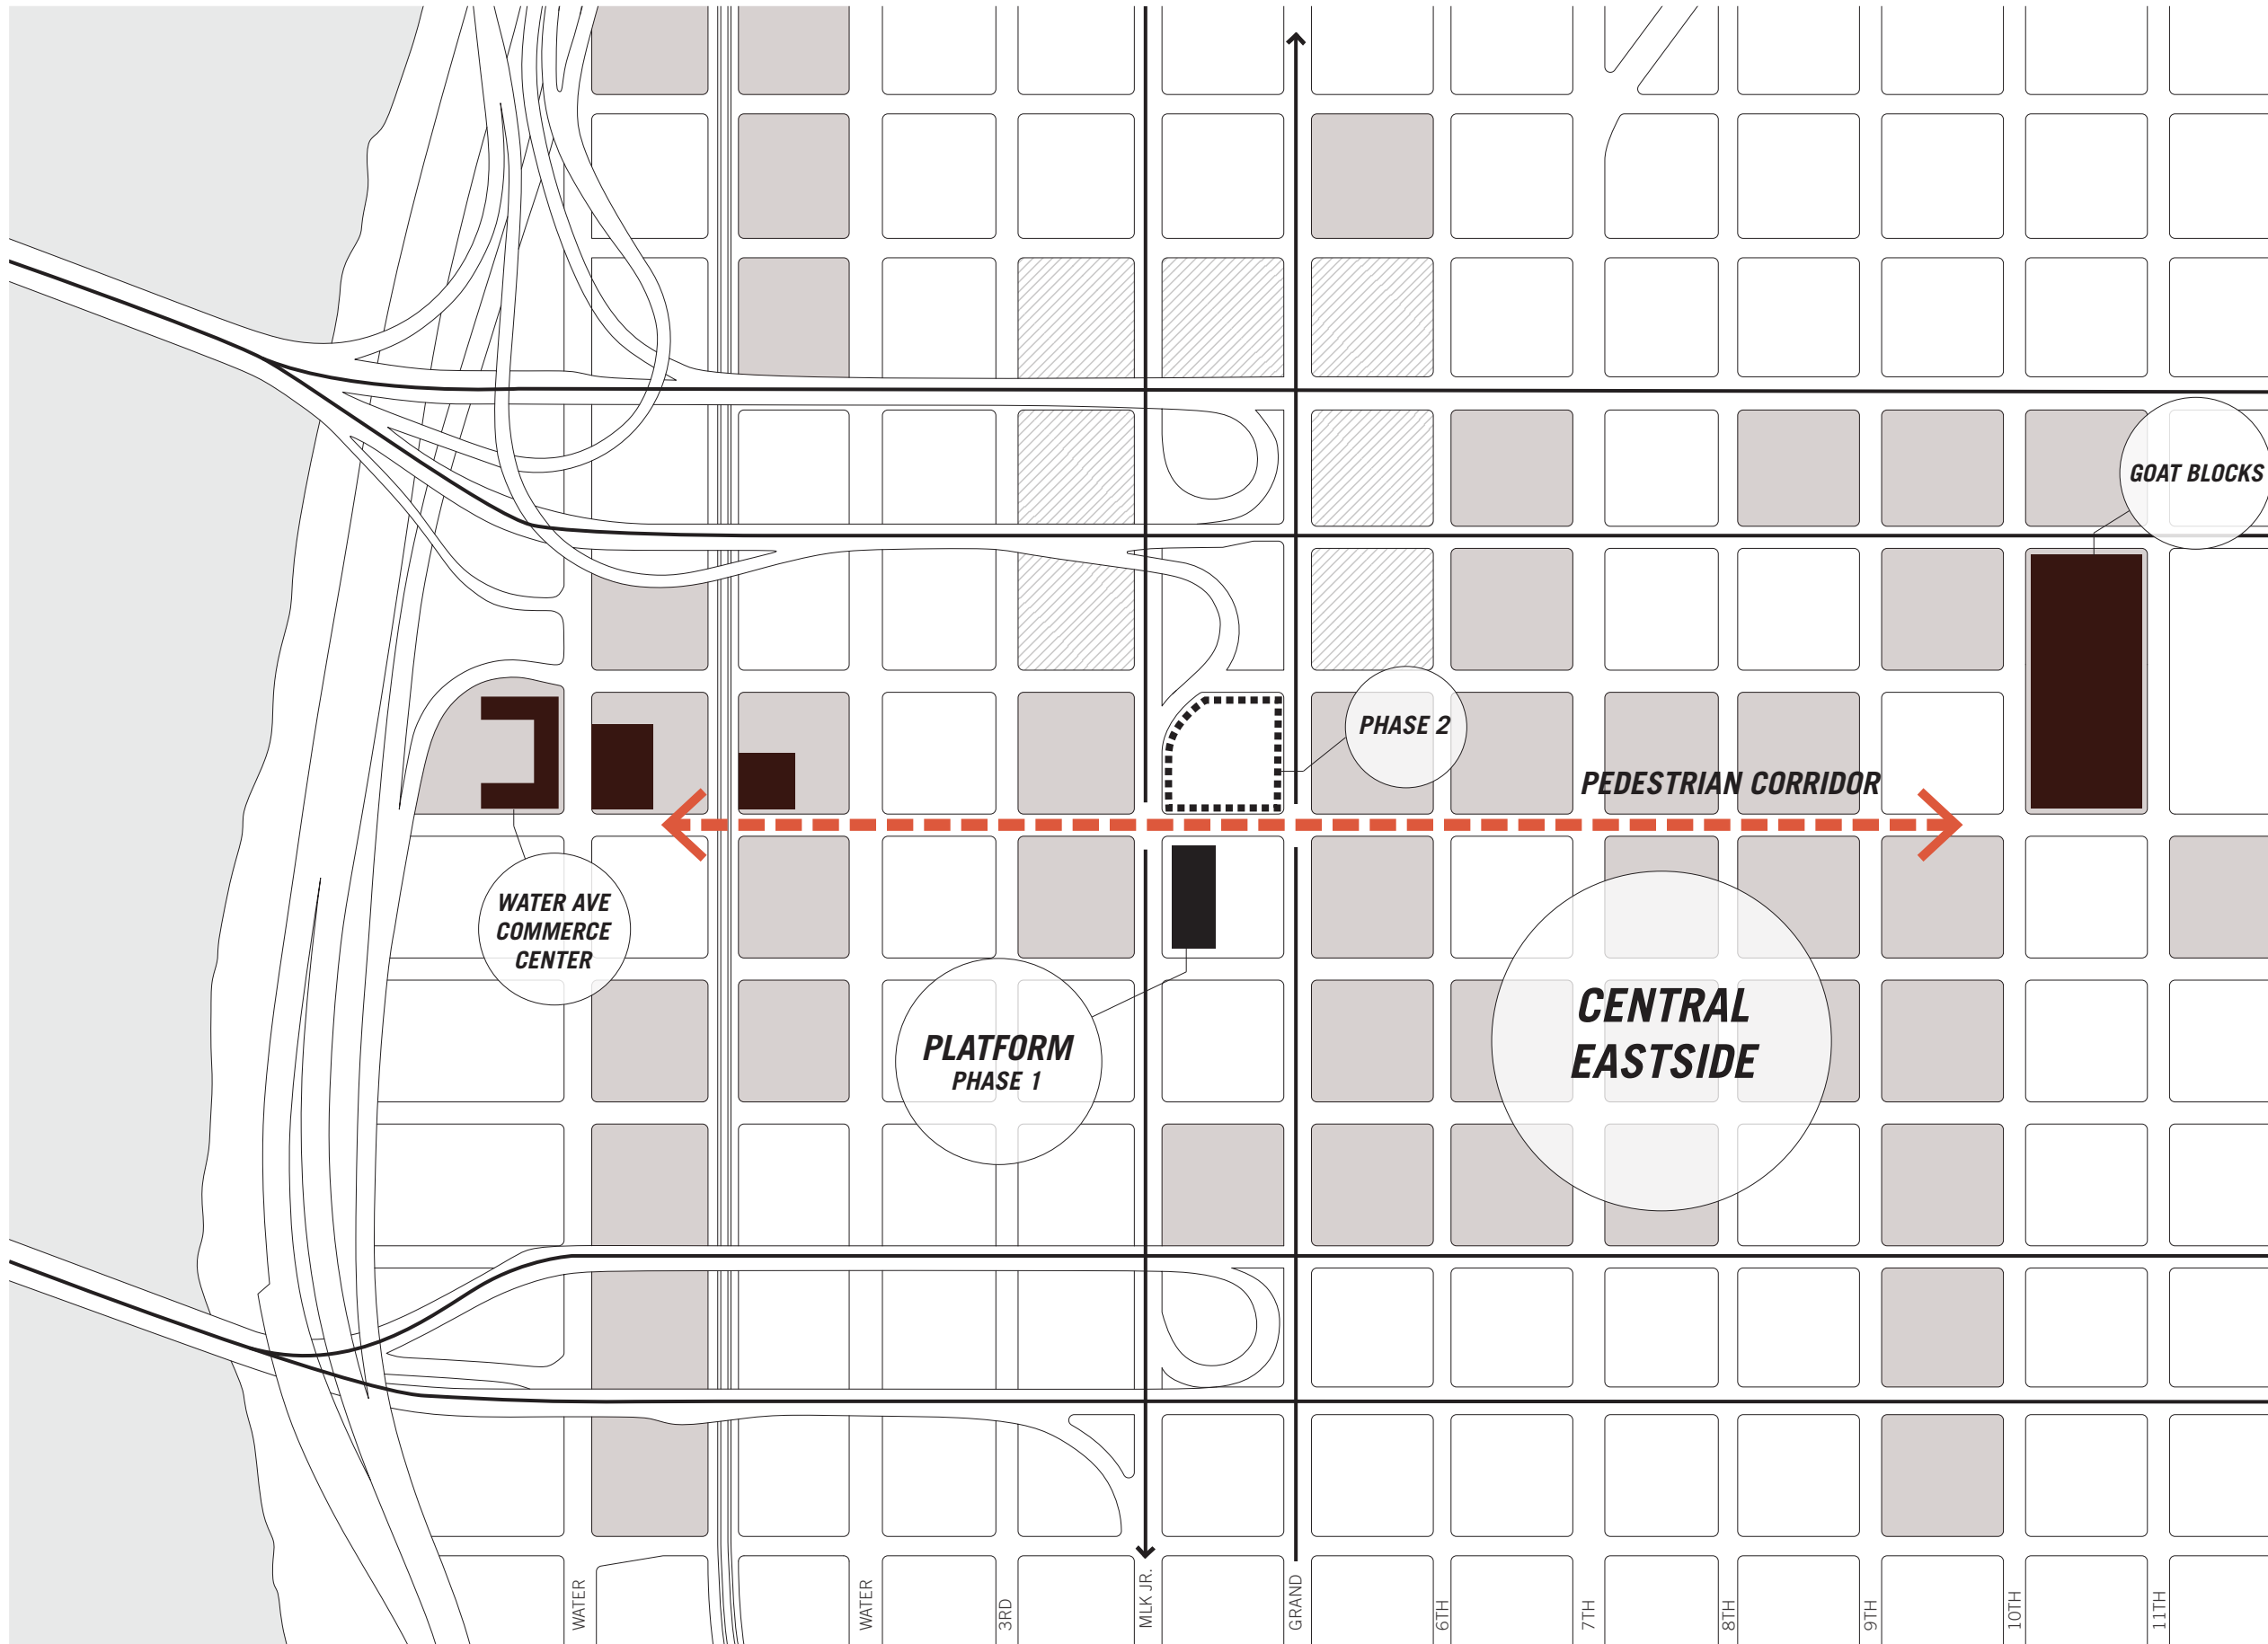 GOAT BLOCKS
PHASE 2
PEDESTRIAN CORRIDOR
WATER AVE
COMMERCE
CENTER
PLATFORM
PHASE 1
CENTRAL
EASTSIDE
WATER
WATER
3RD
MLK JR.
GRAND
6TH
7TH
8TH
9TH
10TH
11TH